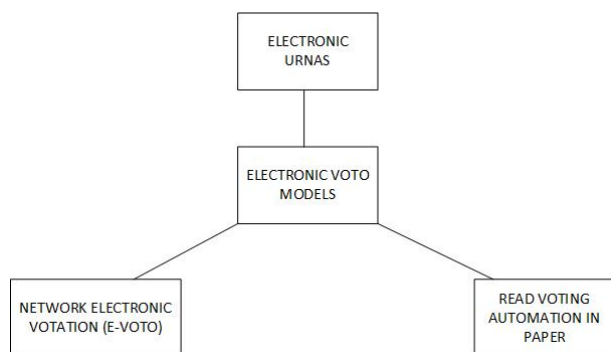 ELECTRONIC
URNAS
ELECTRONIC VOTO
MODELS
NETWORK ELECTRONIC
VOTATION (E-VOTO)
READ VOTING
AUTOMATION IN
PAPER